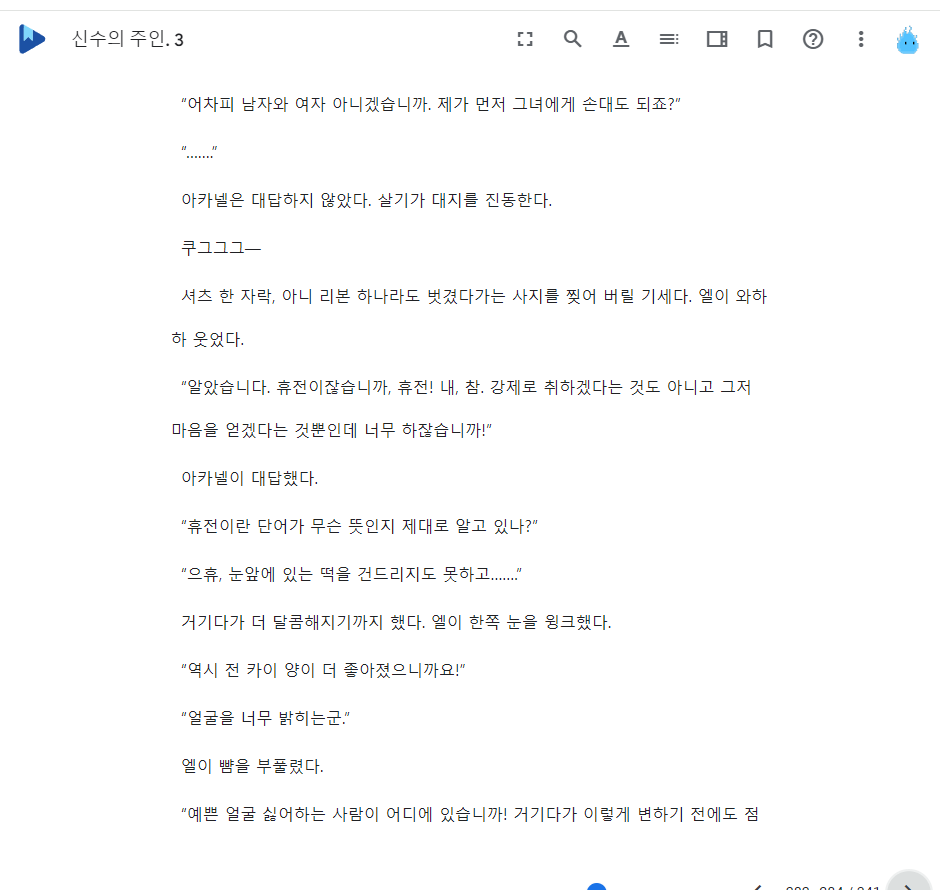 신수의 주인. 3
"어차피 남자와 여자 아니겠습니까. 제가 먼저 그녀에게 손대도 되죠?"
"......."
아카넬은 대답하지 않았다. 살기가 대지를 진동한다.
쿠그그그―
셔츠 한 자락, 아니 리본 하나라도 벗겼다가는 사지를 찢어 버릴 기세다. 엘이 와하
하 웃었다.
"알았습니다. 휴전이잖습니까, 휴전! 내, 참. 강제로 취하겠다는 것도 아니고 그저
마음을 얻겠다는 것뿐인데 너무 하잖습니까!"
아카넬이 대답했다.
"휴전이란 단어가 무슨 뜻인지 제대로 알고 있나?"
"으휴, 눈앞에 있는 떡을 건드리지도 못하고......."
거기다가 더 달콤해지기까지 했다. 엘이 한쪽 눈을 윙크했다.
"역시 전 카이 양이 더 좋아졌으니까요!"
"얼굴을 너무 밝히는군."
엘이 뺨을 부풀렸다.
"예쁜 얼굴 싫어하는 사람이 어디에 있습니까! 거기다가 이렇게 변하기 전에도 점